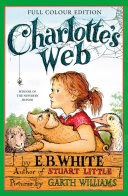 FULL COLOUR EDITION
Charlotte's
Web
WINNER OF THE NEWBERY
HONOR
by
E.B. WHITE
Author of
STUART LITTLE
Pictures by
GARTH WILLIAMS